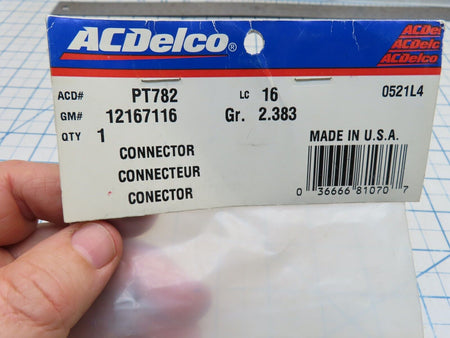 ACDelco®
ACDelco
ACDelco
ACDelco
ACD# PT782 LC 16 0521L4
GM# 12167116 Gr. 2.383
QTY 1 MADE IN U.S.A.
CONNECTOR
CONNECTEUR
CONECTOR
0 36666 81070 7